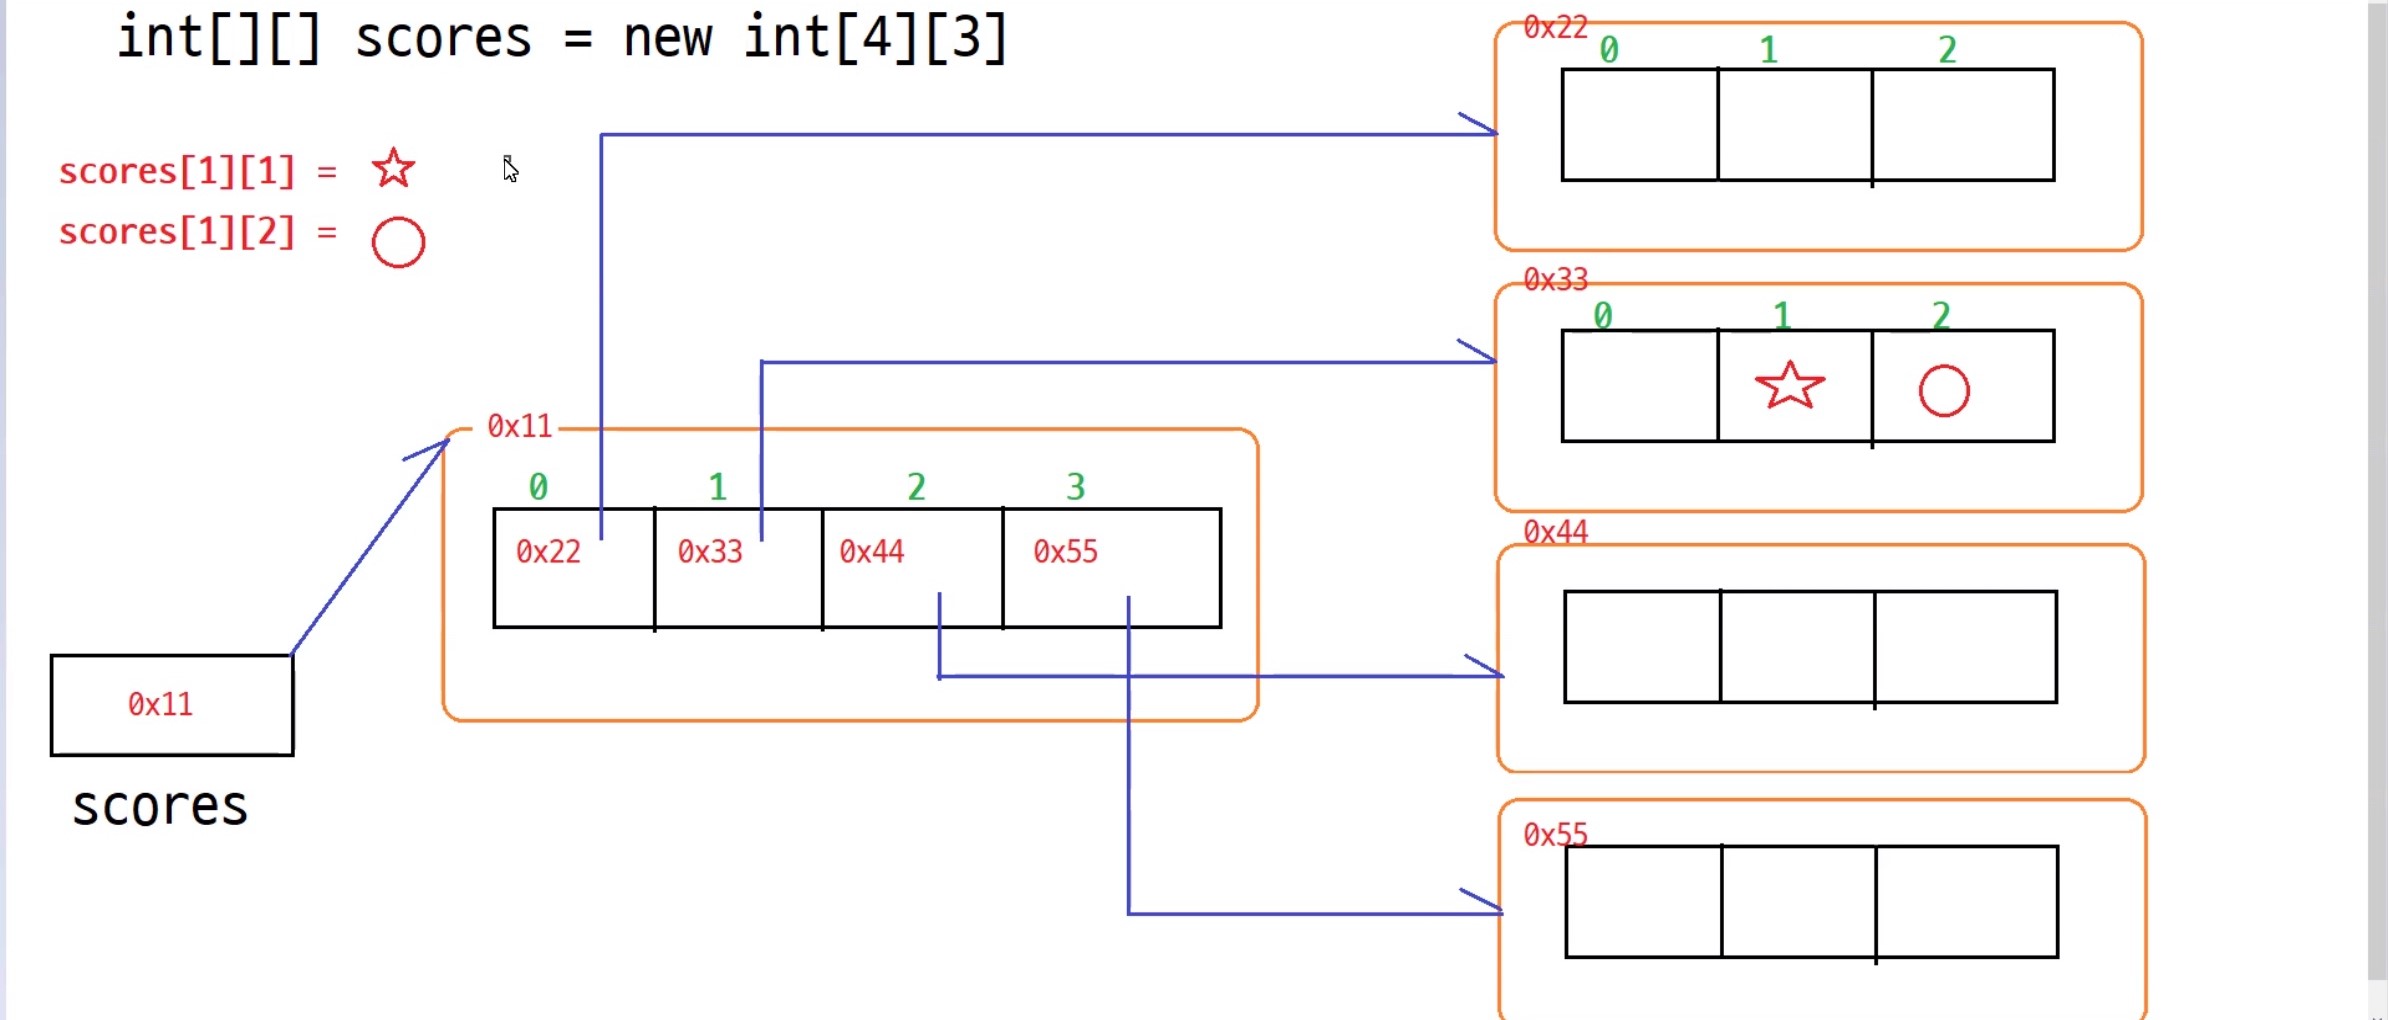 int[][] scores = new int[4][3]
scores[1][1] =
scores[1][2] =
0x11
scores
0x11
0 1 2 3
0x22 0x33 0x44 0x55
0x22
0 1 2
0x33
0 1 2
0x44
0x55